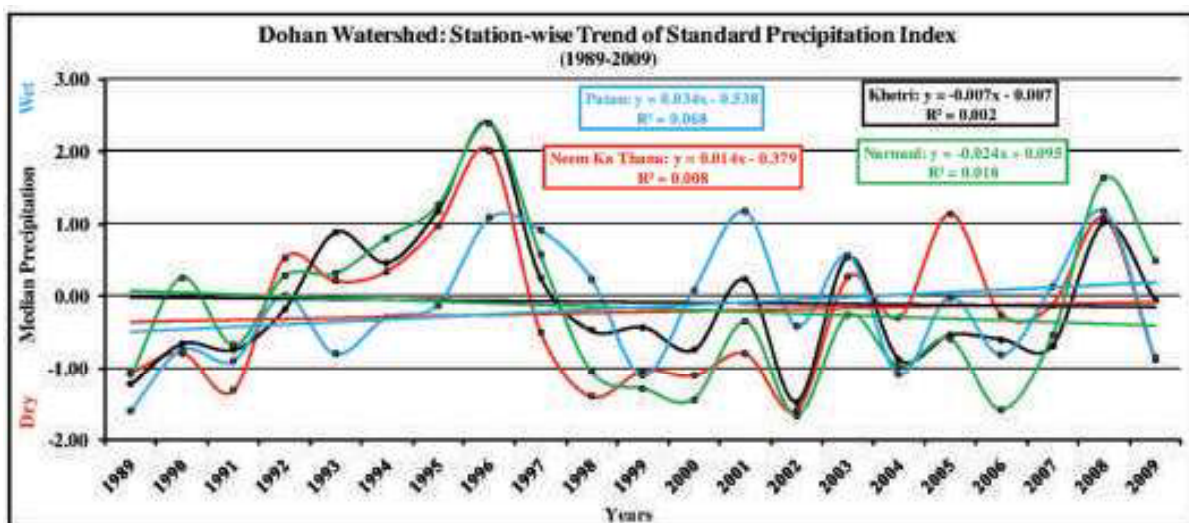 Dohan Watershed: Station-wise Trend of Standard Precipitation Index
(1989-2009)
3.00
2.00
1.00
0.00
-1.00
-2.00
Wet
Median Precipitation
Dry
Patan: y = 0.034x - 0.538
R² = 0.068
Khetri: y = -0.007x - 0.007
R² = 0.002
Neem Ka Thana: y = 0.014x - 0.379
R² = 0.008
Narnaul: y = -0.024x + 0.095
R² = 0.016
1989 1990 1991 1992 1993 1994 1995 1996 1997 1998 1999 2000 2001 2002 2003 2004 2005 2006 2007 2008 2009
Years